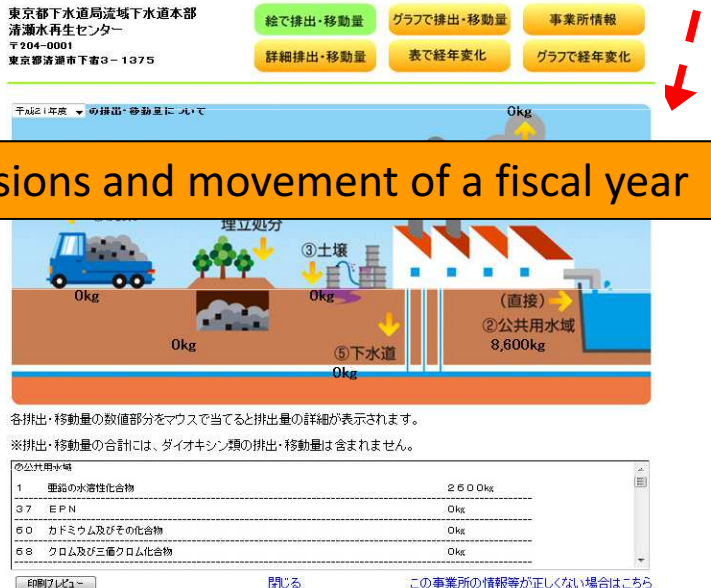 東京都下水道局流域下水道本部
清瀬水再生センター
〒204-0001
東京都清瀬市下宿3-1375
絵で排出・移動量
グラフで排出・移動量
事業所情報
詳細排出・移動量
表で経年変化
グラフで経年変化
平成21年度 の排出・移動量について
0kg
sions and movement of a fiscal year
埋立処分
③土壌
0kg
0kg
(直接)
②公共用水域
8,600kg
0kg
⑤下水道
0kg
各排出・移動量の数値部分をマウスで当てると排出量の詳細が表示されます。
※排出・移動量の合計には、ダイオキシン類の排出・移動量は含まれません。
②公共用水域
1 亜鉛の水溶性化合物 2600kg
37 EPN 0kg
60 カドミウム及びその化合物 0kg
68 クロム及び三価クロム化合物 0kg
印刷プレビュー
閉じる
この事業所の情報等が正しくない場合はこちら